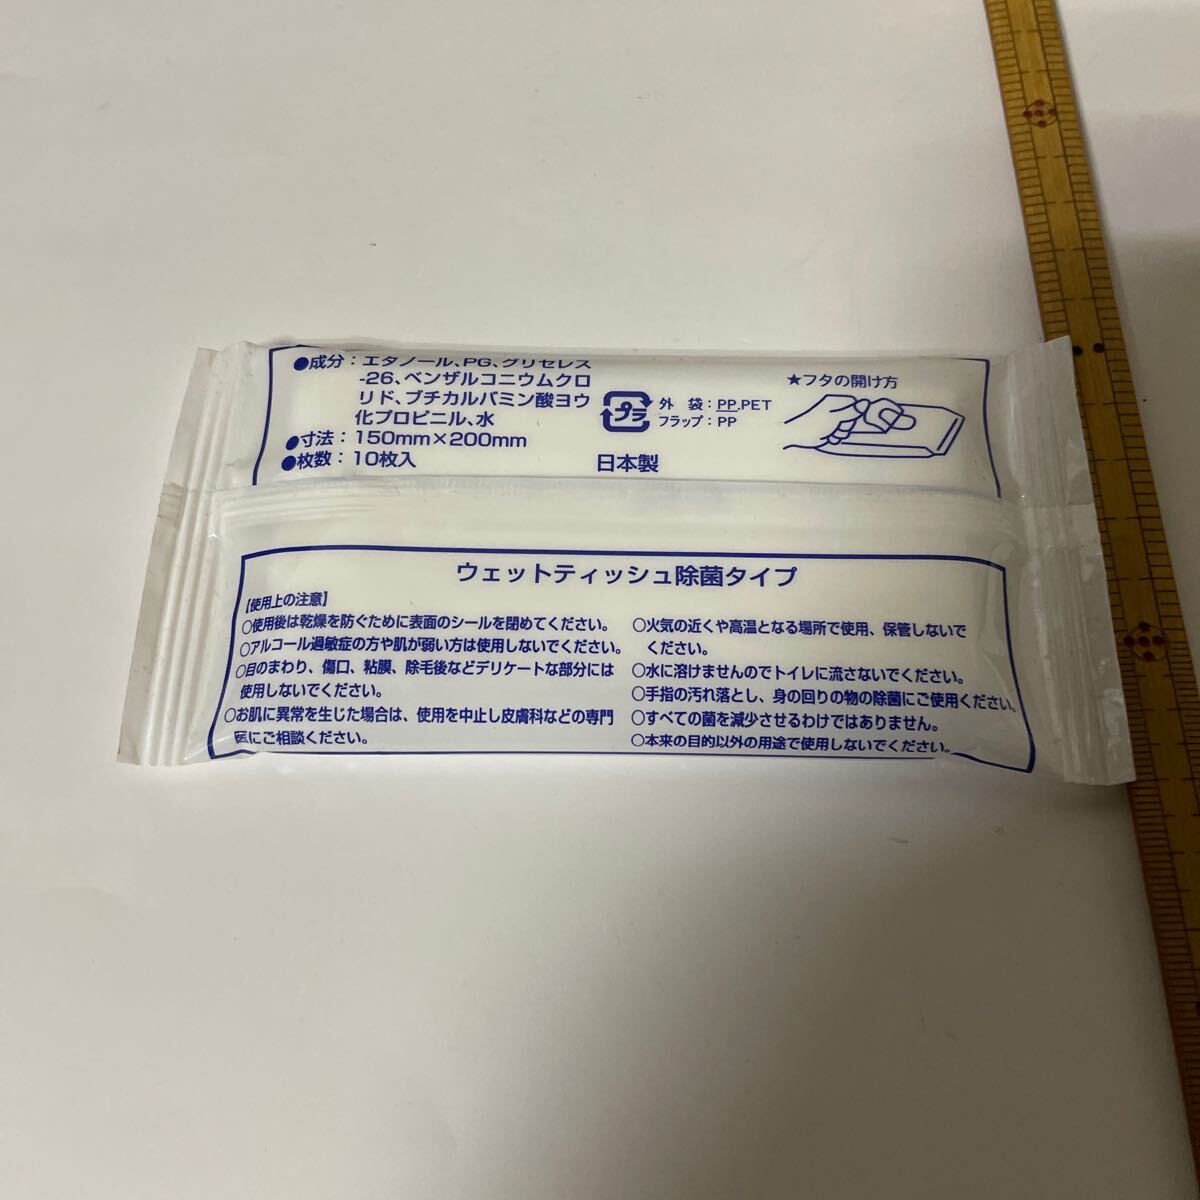 ●成分：エタノール、PG、グリセレス
-26、ベンザルコニウムクロ
リド、ブチカルバミン酸ヨウ
化プロピニル、水
●寸法：150mm×200mm
●枚数：10枚入
プラ
外 袋：PP.PET
フラップ：PP
日本製
★フタの開け方
ウェットティッシュ除菌タイプ
【使用上の注意】
○使用後は乾燥を防ぐために表面のシールを閉めてください。
○アルコール過敏症の方や肌が弱い方は使用しないでください。
○目のまわり、傷口、粘膜、除毛後などデリケートな部分には
使用しないでください。
○お肌に異常を生じた場合は、使用を中止し皮膚科などの専門
医にご相談ください。
○火気の近くや高温となる場所で使用、保管しないで
ください。
○水に溶けませんのでトイレに流さないでください。
○手指の汚れ落とし、身の回りの物の除菌にご使用ください。
○すべての菌を減少させるわけではありません。
○本来の目的以外の用途で使用しないでください。